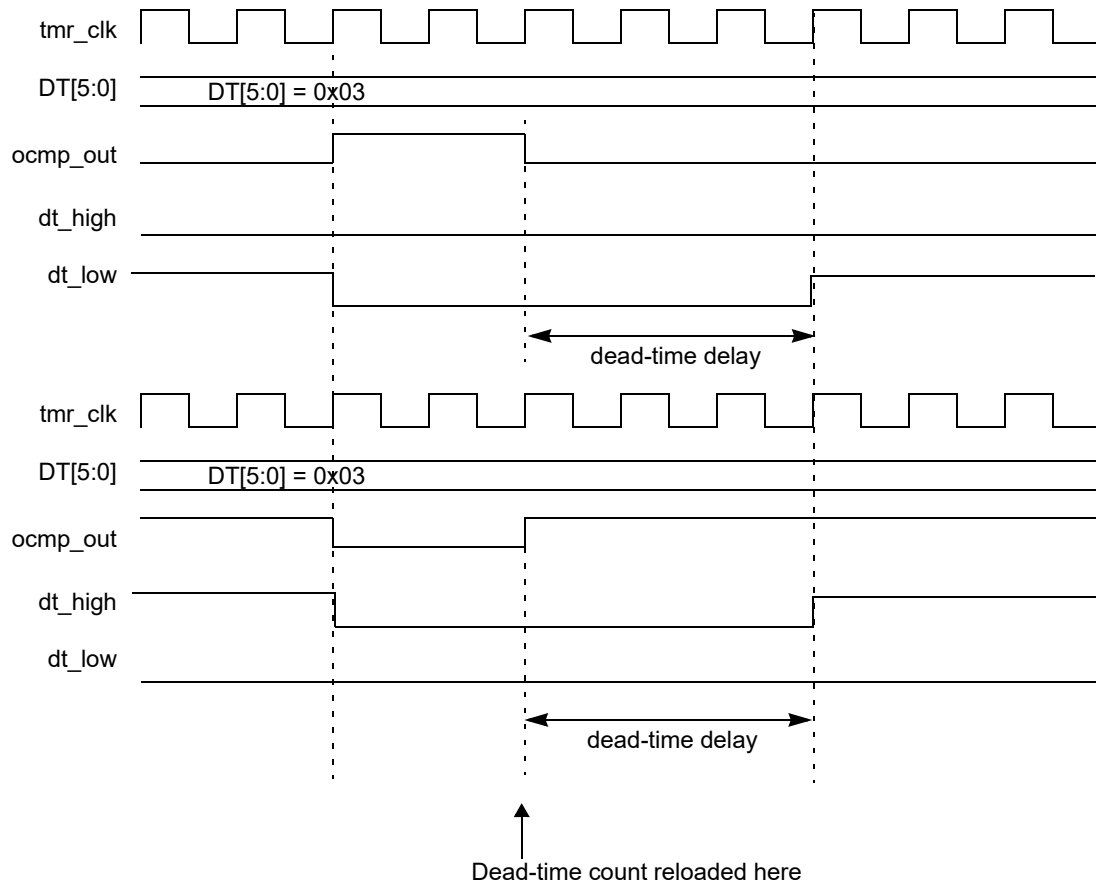 tmr_clk
DT[5:0]
DT[5:0] = 0x03
ocmp_out
dt_high
dt_low
dead-time delay
tmr_clk
DT[5:0]
DT[5:0] = 0x03
ocmp_out
dt_high
dt_low
dead-time delay
Dead-time count reloaded here